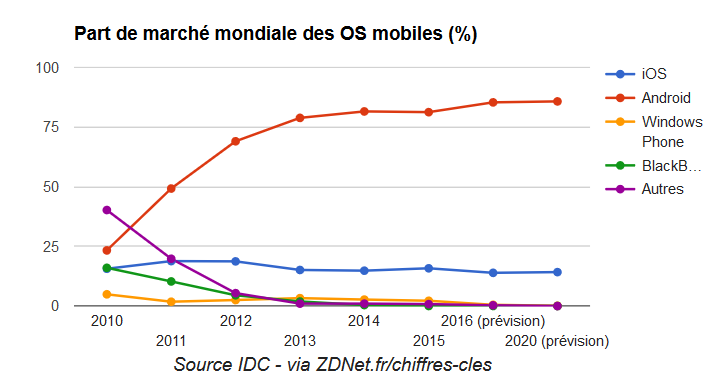 Part de marché mondiale des OS mobiles (%)
100
75
50
25
0
iOS
Android
Windows
Phone
BlackB...
Autres
2010
2012
2014
2016 (prévision)
2011
2013
2015
2020 (prévision)
Source IDC - via ZDNet.fr/chiffres-cles